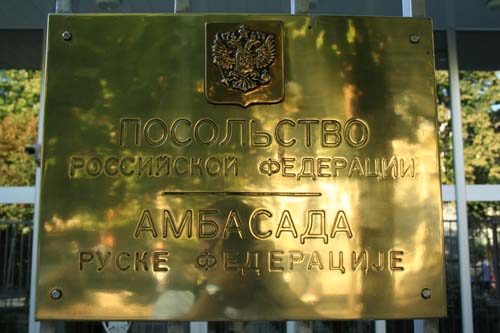 ПОСОЛЬСТВО
РОССИЙСКОЙ ФЕДЕРАЦИИ
АМБАСАДА
РУСКЕ ФЕДЕРАЦИЈЕ